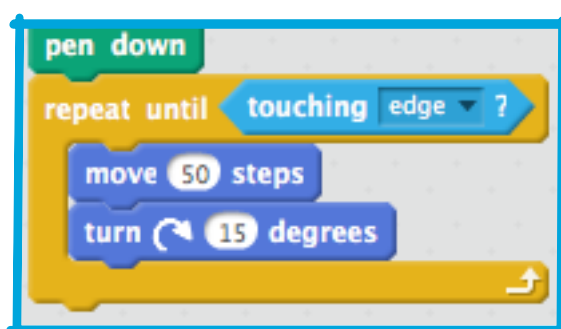 pen down
repeat until touching edge ?
move 50 steps
turn 15 degrees